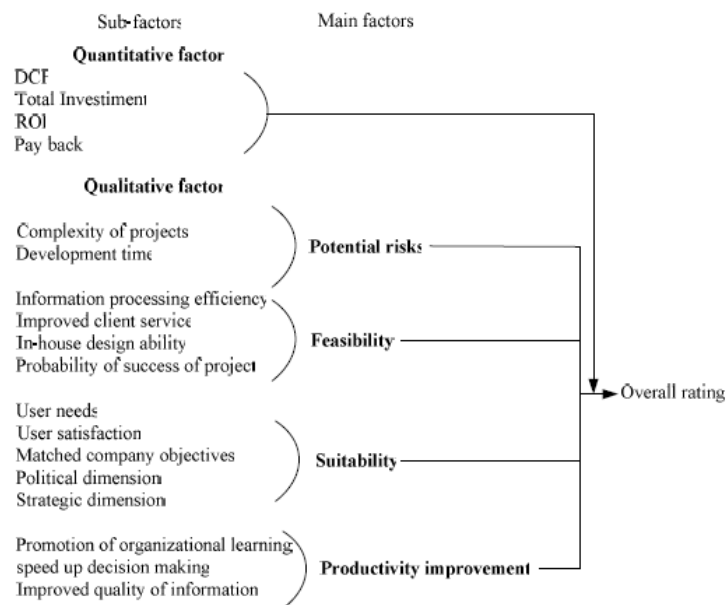 Sub-factors Main factors
Quantitative factor
DCF
Total Investiment
ROI
Pay back
Qualitative factor
Complexity of projects
Development time
Potential risks
Information processing efficiency
Improved client service
In-house design ability
Probability of success of project
Feasibility
Overall rating
User needs
User satisfaction
Matched company objectives
Political dimension
Strategic dimension
Suitability
Promotion of organizational learning
speed up decision making
Improved quality of information
Productivity improvement